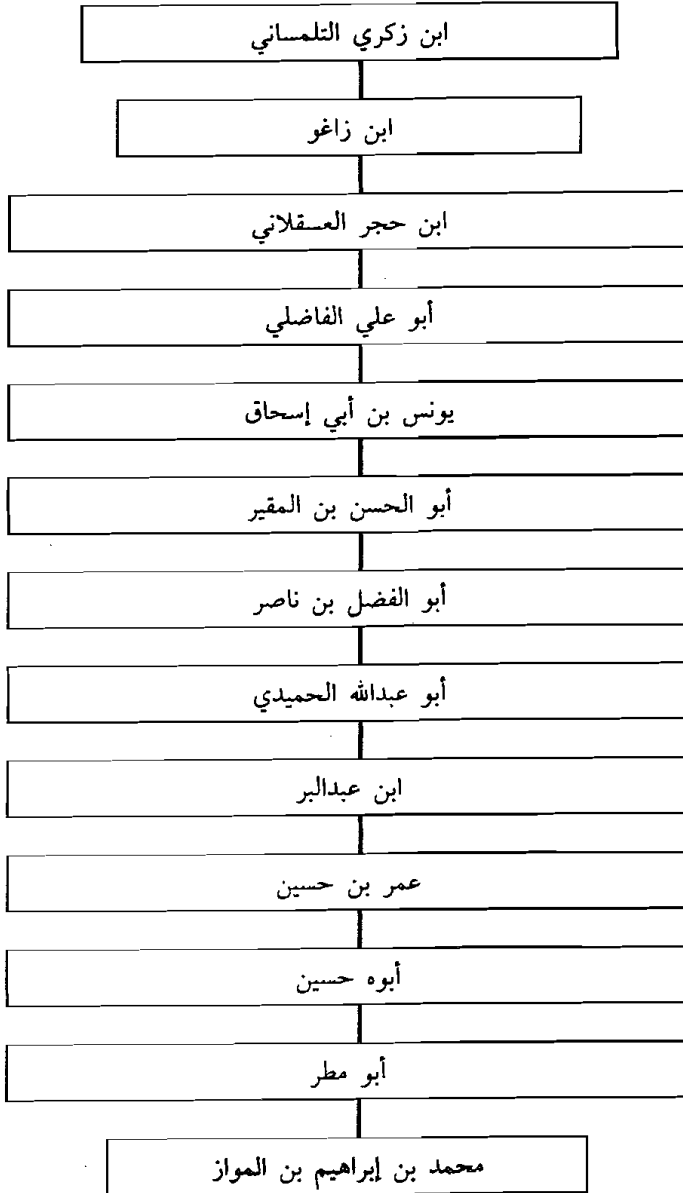 ابن زكري التلمساني
ابن زاغو
ابن حجر العسقلاني
أبو علي الفاضلي
يونس بن أبي إسحاق
أبو الحسن بن المقير
أبو الفضل بن ناصر
أبو عبدالله الحميدي
ابن عبدالبر
عمر بن حسين
أبوه حسين
أبو مطر
محمد بن إبراهيم بن المواز